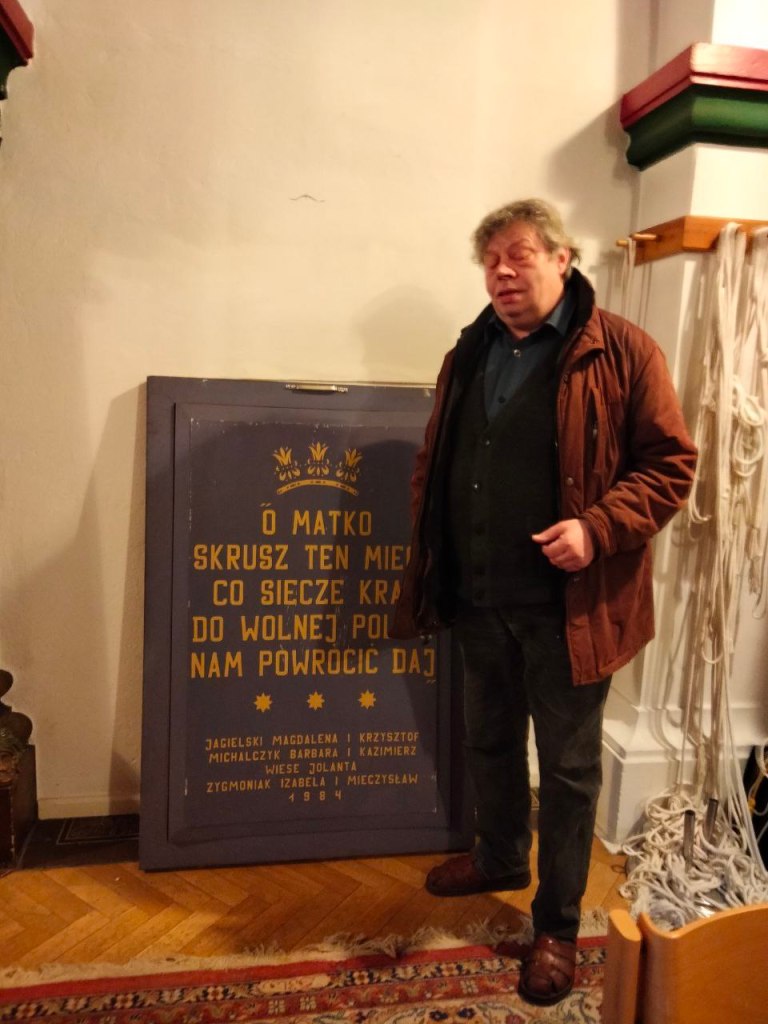 "O MATKO
SKRUSZ TEN
CO SIĘCZE
DO WOLNEJ
NAM POWRÓCIĆ DAJ"
JAGIELSKI MAGDALENA I KRZYSZTOF
MICHALCZYK BARBARA I KAZIMIERZ
WIESE JOLANTA
ZYGMONIAK IZABELA I MIECZYSŁAW
1984